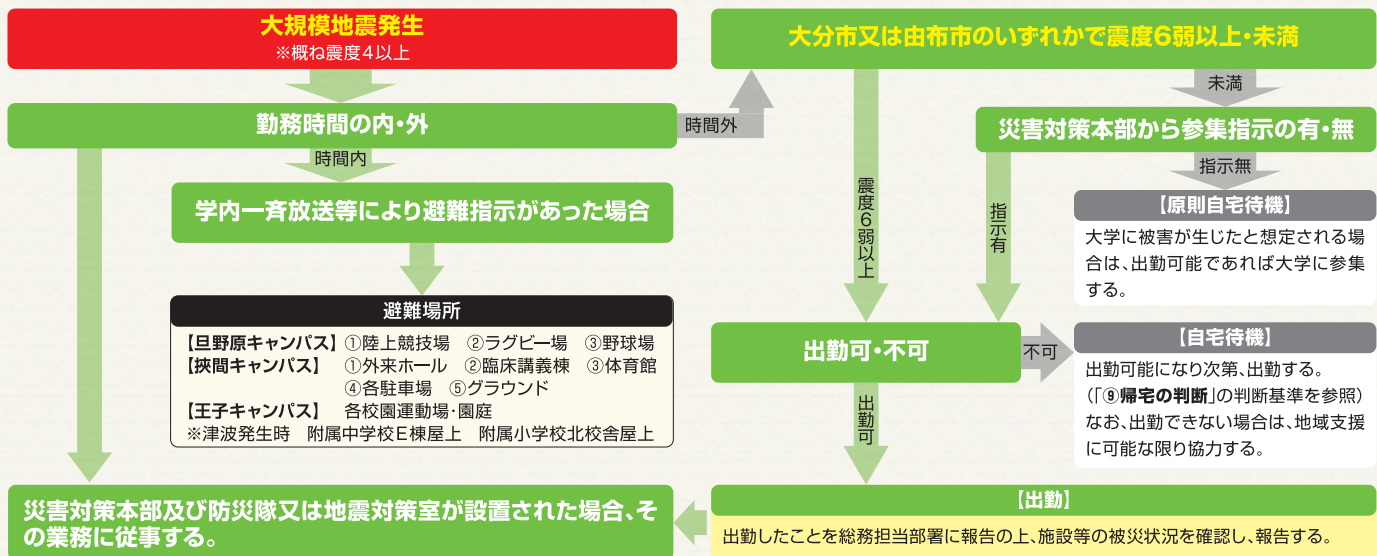 大規模地震発生
※概ね震度4以上
勤務時間の内・外
時間外
時間内
学内一斉放送等により避難指示があった場合
避難場所
【旦野原キャンパス】①陸上競技場 ②ラグビー場 ③野球場
【挾間キャンパス】 ①外来ホール ②臨床講義棟 ③体育館
④各駐車場 ⑤グラウンド
【王子キャンパス】 各校園運動場・園庭
※津波発生時 附属中学校E棟屋上 附属小学校北校舎屋上
災害対策本部及び防災隊又は地震対策室が設置された場合、そ
の業務に従事する。
大分市又は由布市のいずれかで震度6弱以上・未満
未満
災害対策本部から参集指示の有・無
指示無
震度6弱以上
指示有
【原則自宅待機】
大学に被害が生じたと想定される場
合は、出勤可能であれば大学に参集
する。
出勤可・不可
不可
【自宅待機】
出勤可能になり次第、出勤する。
（「⑨帰宅の判断」の判断基準を参照）
なお、出勤できない場合は、地域支援
に可能な限り協力する。
出勤可
【出勤】
出勤したことを総務担当部署に報告の上、施設等の被災状況を確認し、報告する。